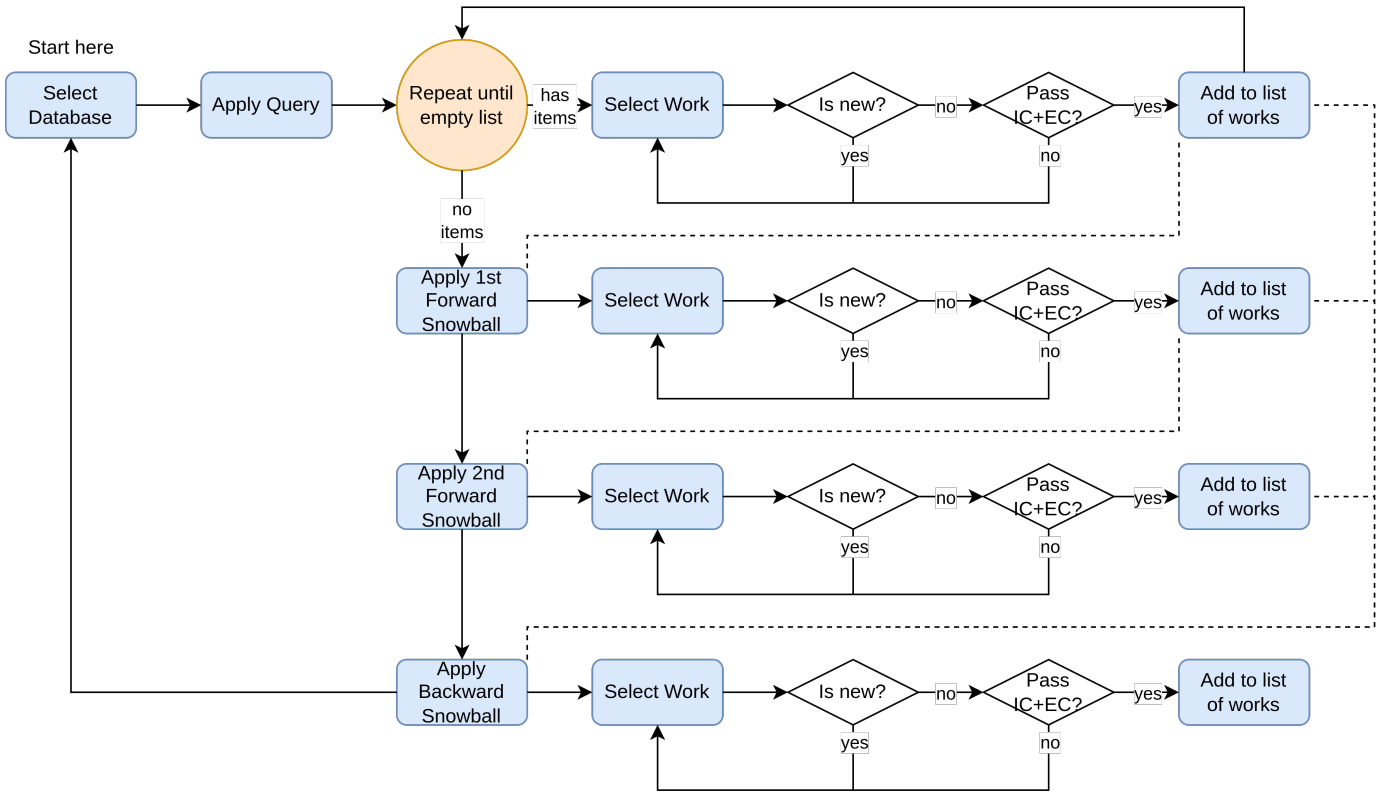 Start here
Select
Database
Apply Query
Repeat until
empty list
has
items
Select Work
Is new?
no
Pass
IC+EC?
yes
Add to list
of works
yes
no
no
items
Apply 1st
Forward
Snowball
Select Work
Is new?
no
Pass
IC+EC?
yes
Add to list
of works
yes
no
Apply 2nd
Forward
Snowball
Select Work
Is new?
no
Pass
IC+EC?
yes
Add to list
of works
yes
no
Apply
Backward
Snowball
Select Work
Is new?
no
Pass
IC+EC?
yes
Add to list
of works
yes
no